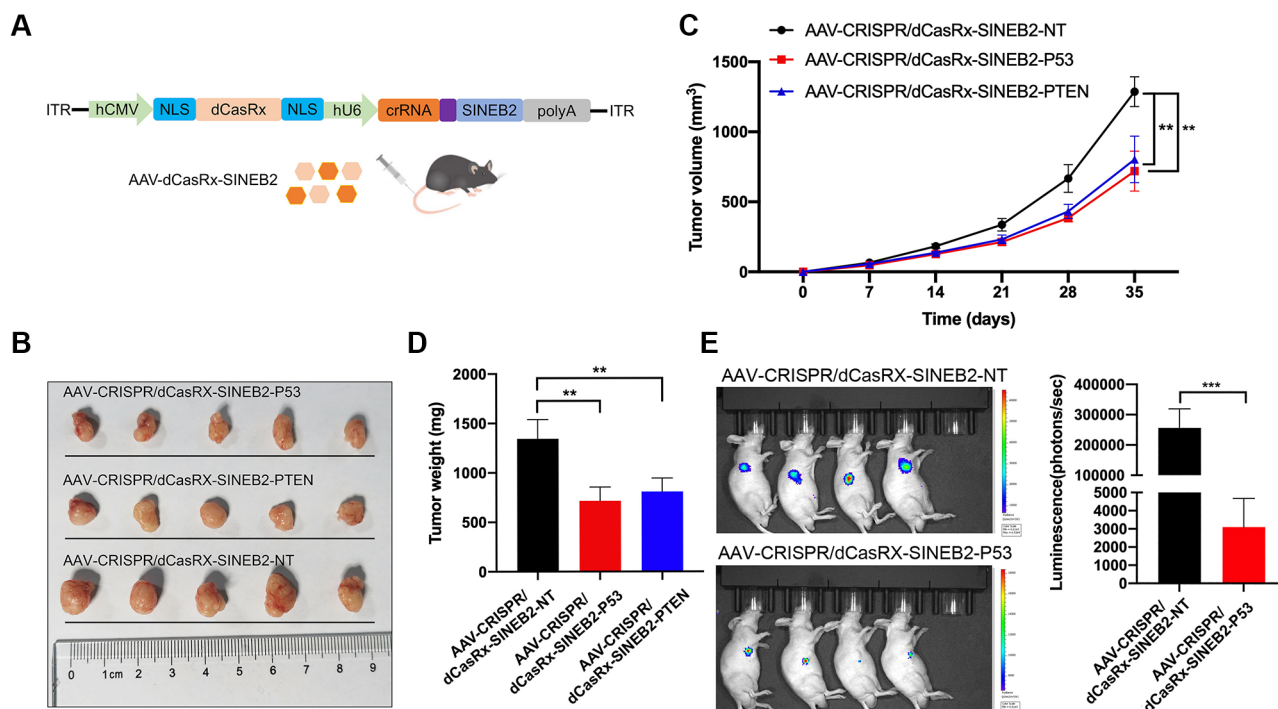 A
ITR hCMV NLS dCasRx NLS hU6 crRNA SINEB2 polyA ITR
AAV-dCasRx-SINEB2
B
AAV-CRISPR/dCasRX-SINEB2-P53
AAV-CRISPR/dCasRX-SINEB2-PTEN
AAV-CRISPR/dCasRX-SINEB2-NT
0 1cm 2 3 4 5 6 7 8 9
C
AAV-CRISPR/dCasRx-SINEB2-NT
AAV-CRISPR/dCasRx-SINEB2-P53
AAV-CRISPR/dCasRx-SINEB2-PTEN
Tumor volume (mm³)
1500
1000
500
0
** **
0 7 14 21 28 35
Time (days)
D
Tumor weight (mg)
2000
1500
1000
500
0
**
**
AAV-CRISPR/
dCasRx-SINEB2-NT
AAV-CRISPR/
dCasRx-SINEB2-P53
AAV-CRISPR/
dCasRx-SINEB2-PTEN
E
AAV-CRISPR/dCasRX-SINEB2-NT
AAV-CRISPR/dCasRX-SINEB2-P53
Luminescence(photons/sec)
400000
300000
200000
100000
5000
4000
3000
2000
1000
0
***
AAV-CRISPR/
dCasRx-SINEB2-NT
AAV-CRISPR/
dCasRx-SINEB2-P53